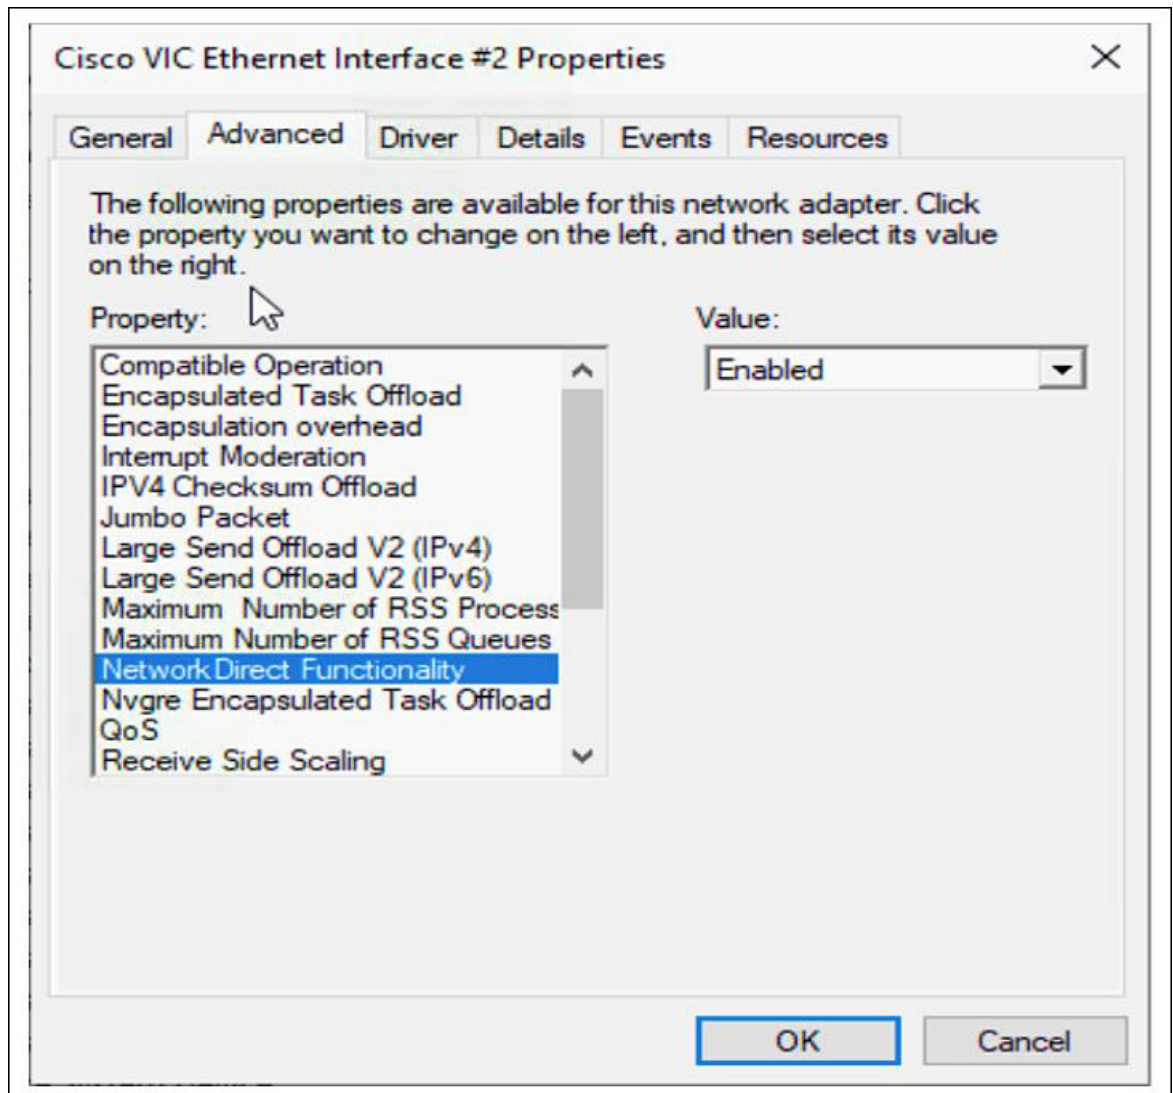 Cisco VIC Ethernet Interface #2 Properties
General
Advanced
Driver
Details
Events
Resources
The following properties are available for this network adapter. Click
the property you want to change on the left, and then select its value
on the right.
Property:
Value:
Compatible Operation
Encapsulated Task Offload
Encapsulation overhead
Interrupt Moderation
IPV4 Checksum Offload
Jumbo Packet
Large Send Offload V2 (IPv4)
Large Send Offload V2 (IPv6)
Maximum Number of RSS Process
Maximum Number of RSS Queues
NetworkDirect Functionality
Nvgre Encapsulated Task Offload
QoS
Receive Side Scaling
Enabled
OK
Cancel